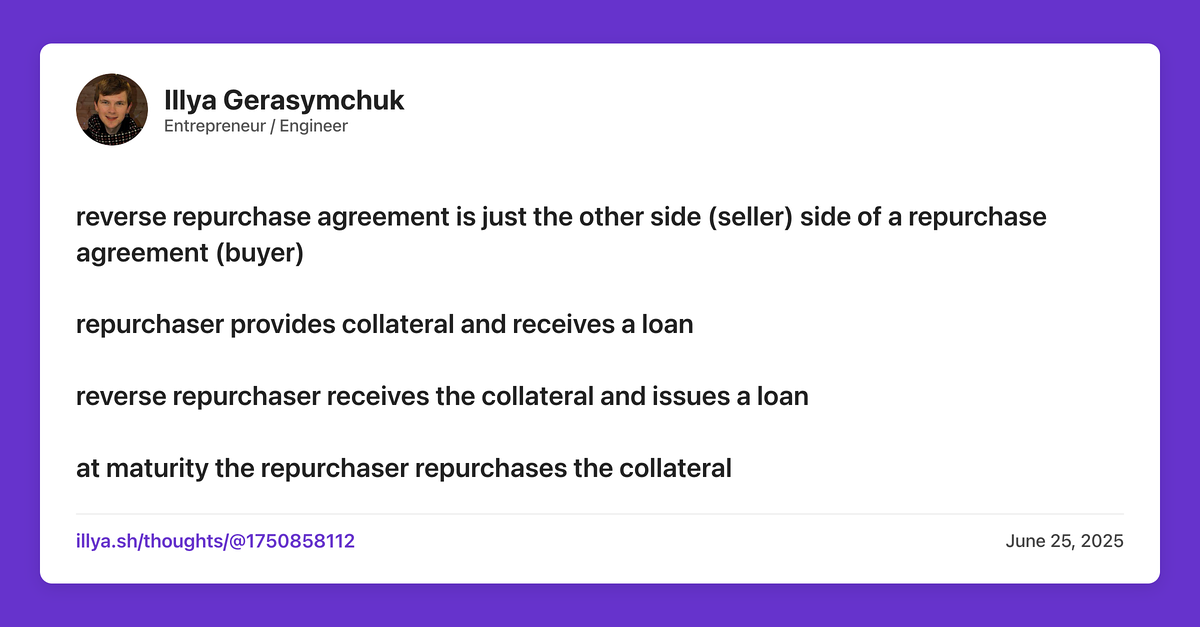 Illya Gerasymchuk
Entrepreneur / Engineer
reverse repurchase agreement is just the other side (seller) side of a repurchase
agreement (buyer)
repurchaser provides collateral and receives a loan
reverse repurchaser receives the collateral and issues a loan
at maturity the repurchaser repurchases the collateral
illya.sh/thoughts/@1750858112
June 25, 2025